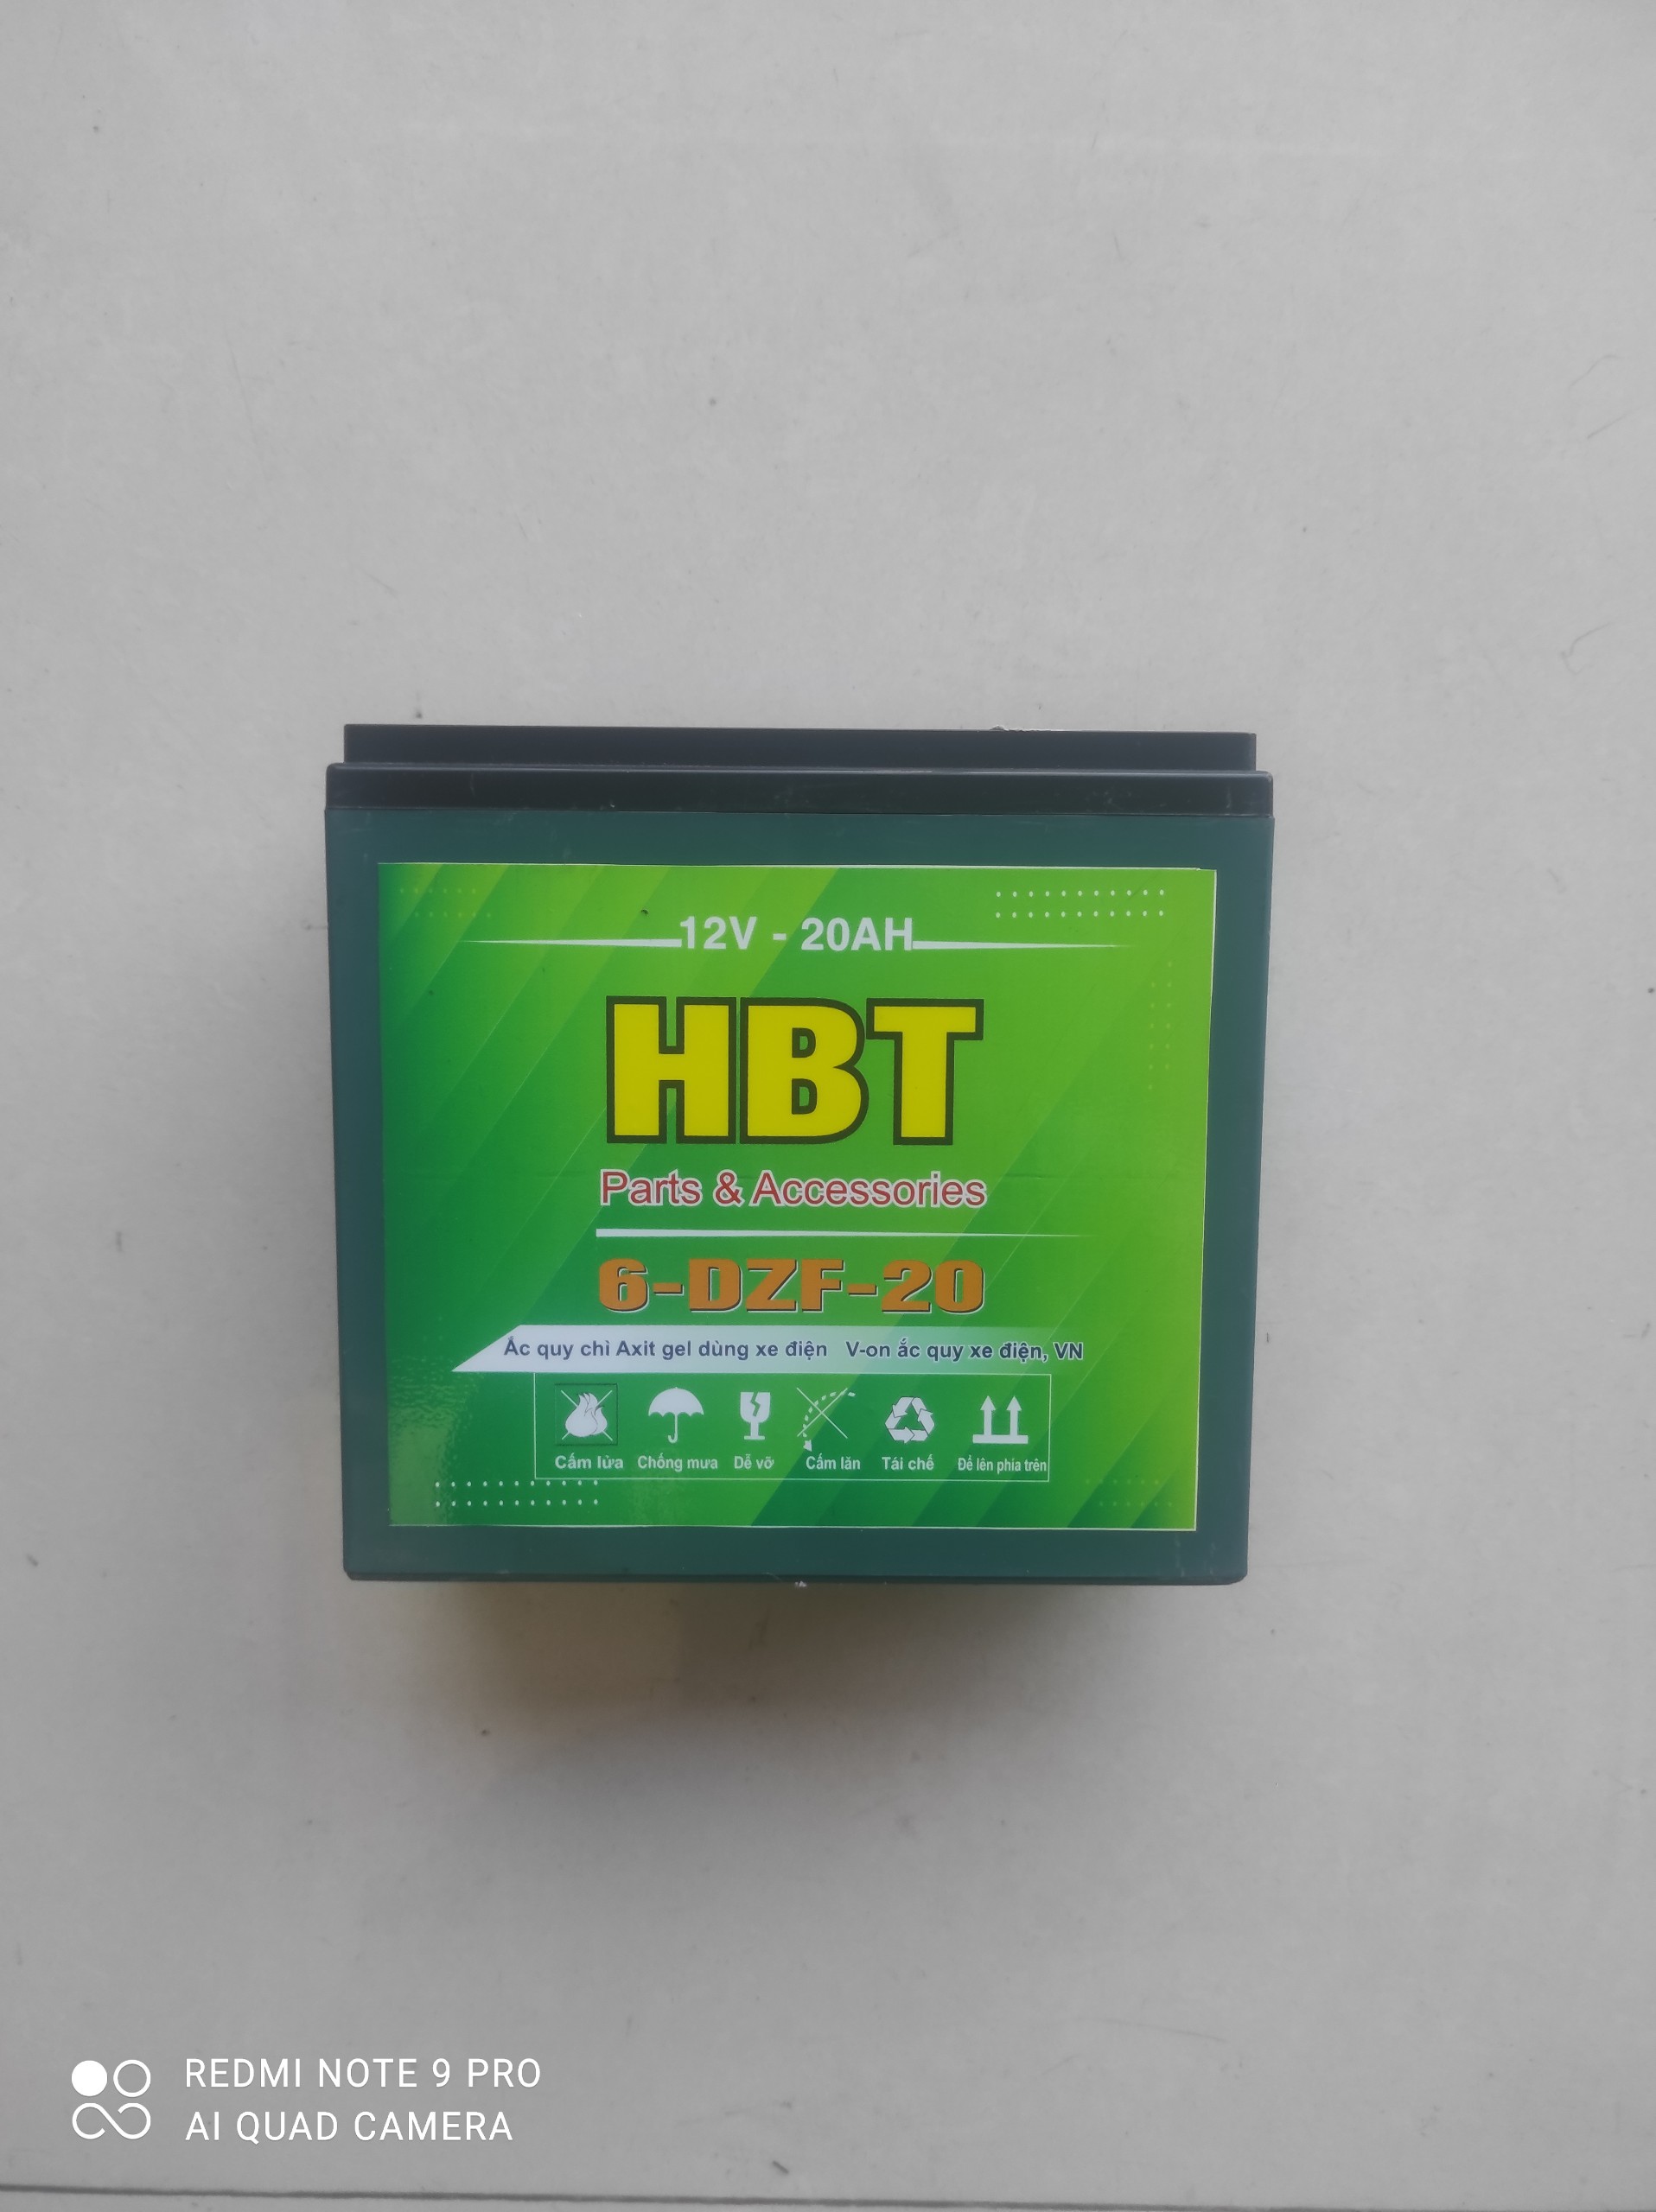 12V - 20AH
HBT
Parts & Accessories
6-DZF-20
Ắc quy chì Axit gel dùng xe điện V-on ắc quy xe điện, VN
Cấm lửa Chống mưa Dễ vỡ Cấm lăn Tái chế Để lên phía trên
REDMI NOTE 9 PRO
AI QUAD CAMERA